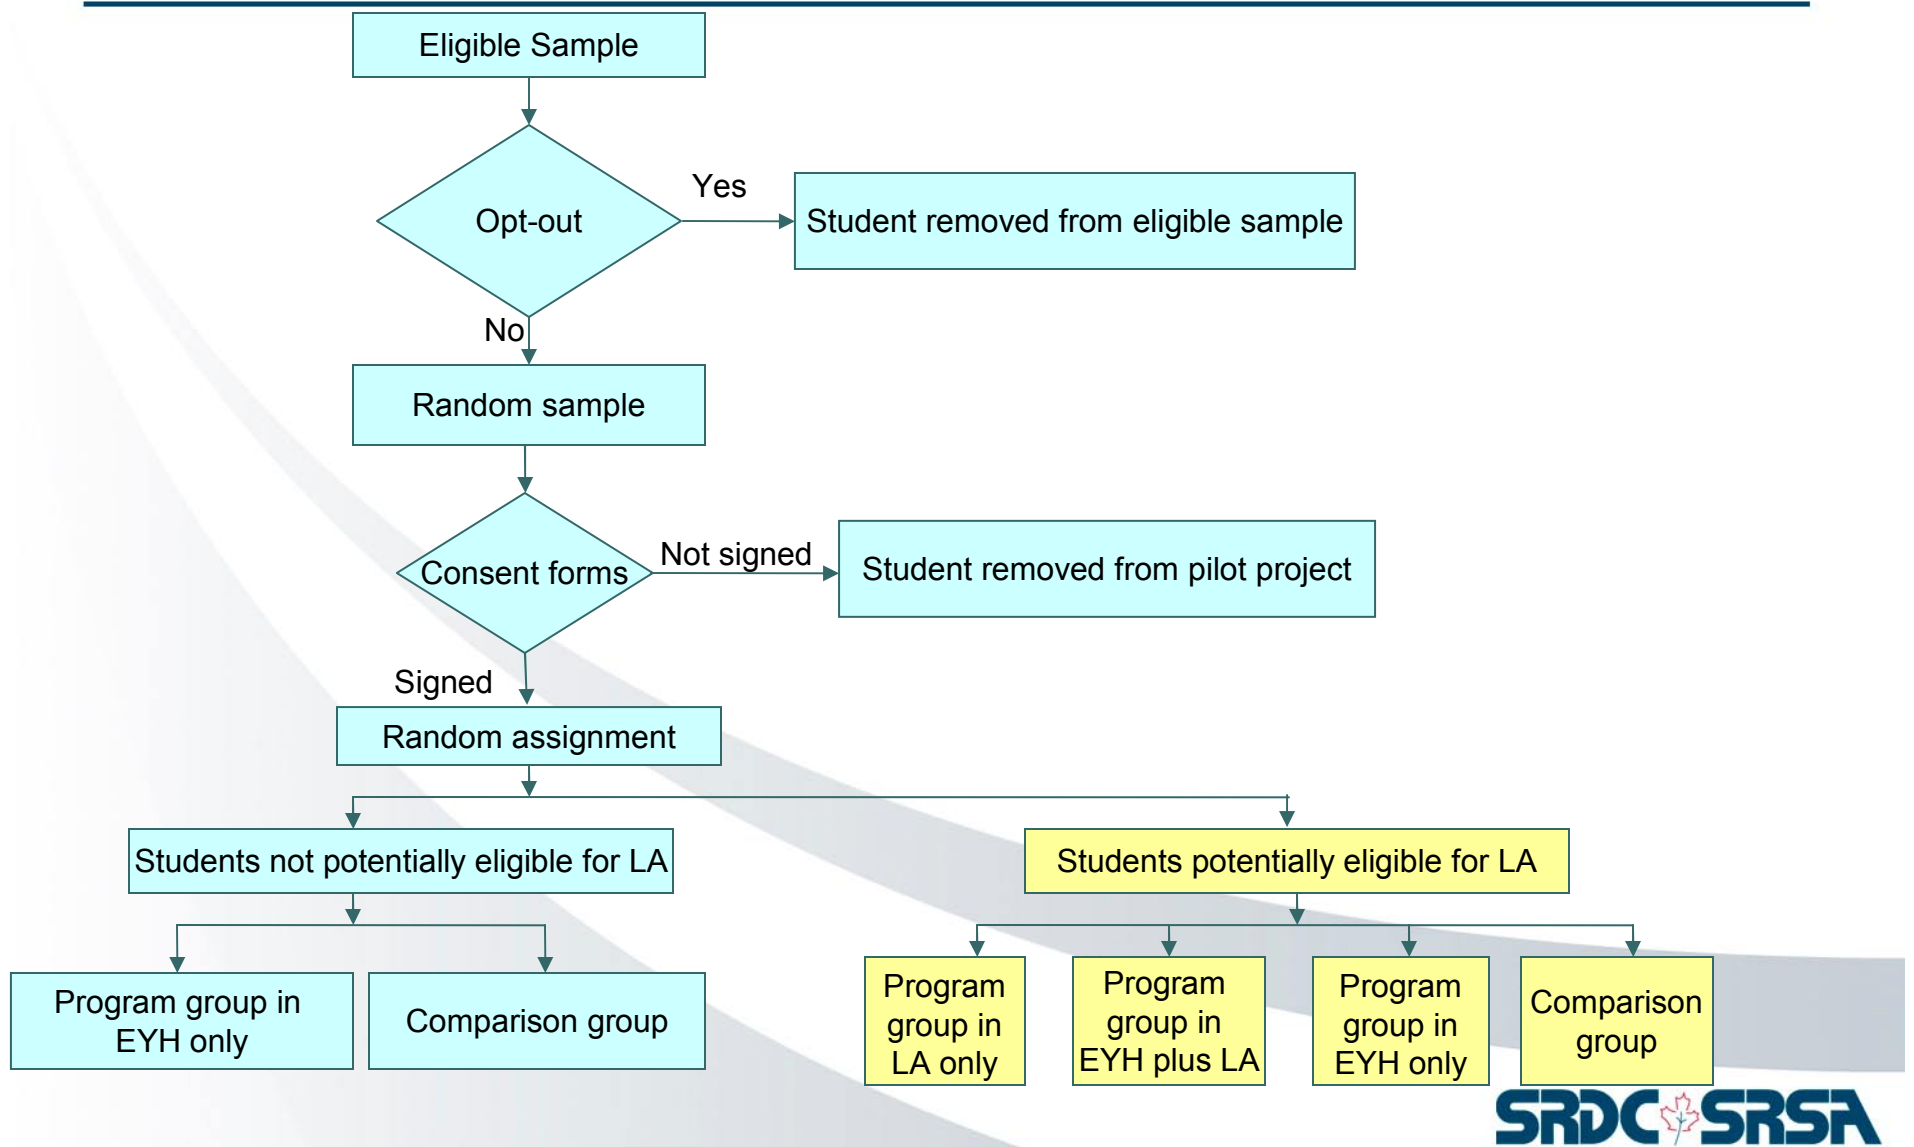 Eligible Sample
Opt-out
Yes
Student removed from eligible sample
No
Random sample
Consent forms
Not signed
Student removed from pilot project
Signed
Random assignment
Students not potentially eligible for LA
Students potentially eligible for LA
Program group in
EYH only
Comparison group
Program
group in
LA only
Program
group in
EYH plus LA
Program
group in
EYH only
Comparison
group
SRDC SRSA